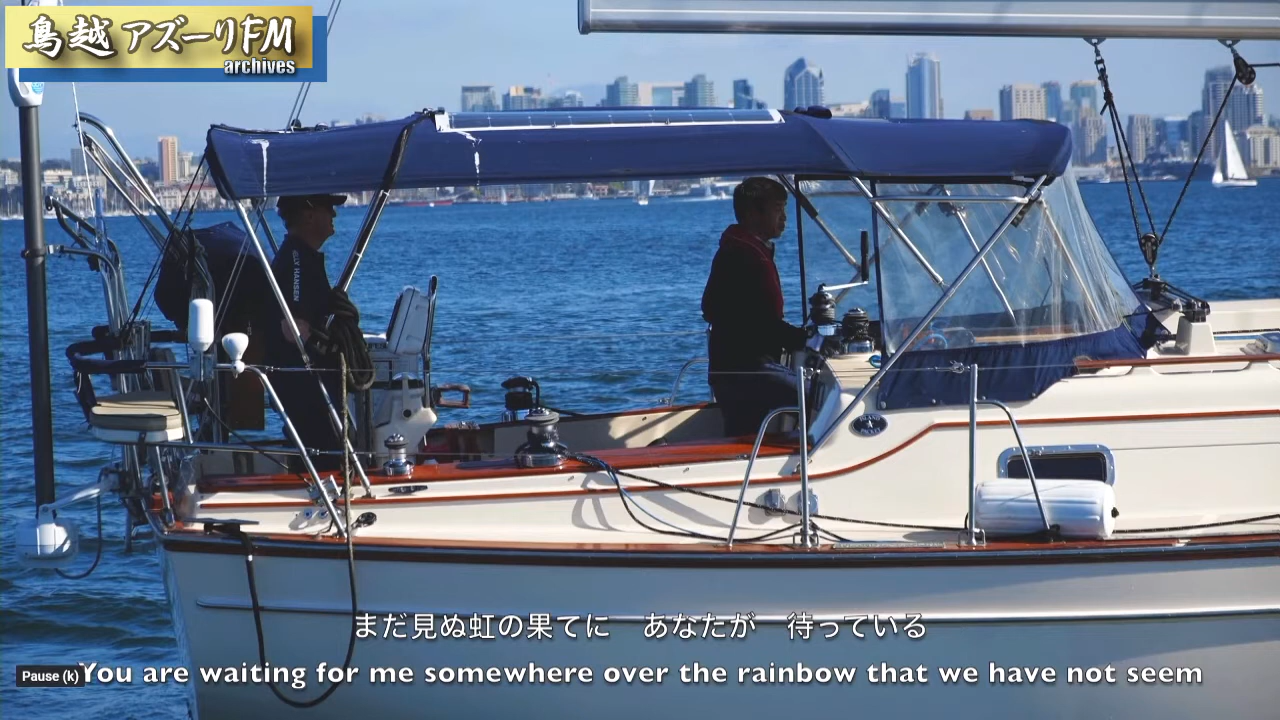 鳥越アズーリFM
archives
HELLY HANSEN
ISLAND
PACKET
まだ見ぬ虹の果てに　あなたが　待っている
Pause (k)
You are waiting for me somewhere over the rainbow that we have not seem